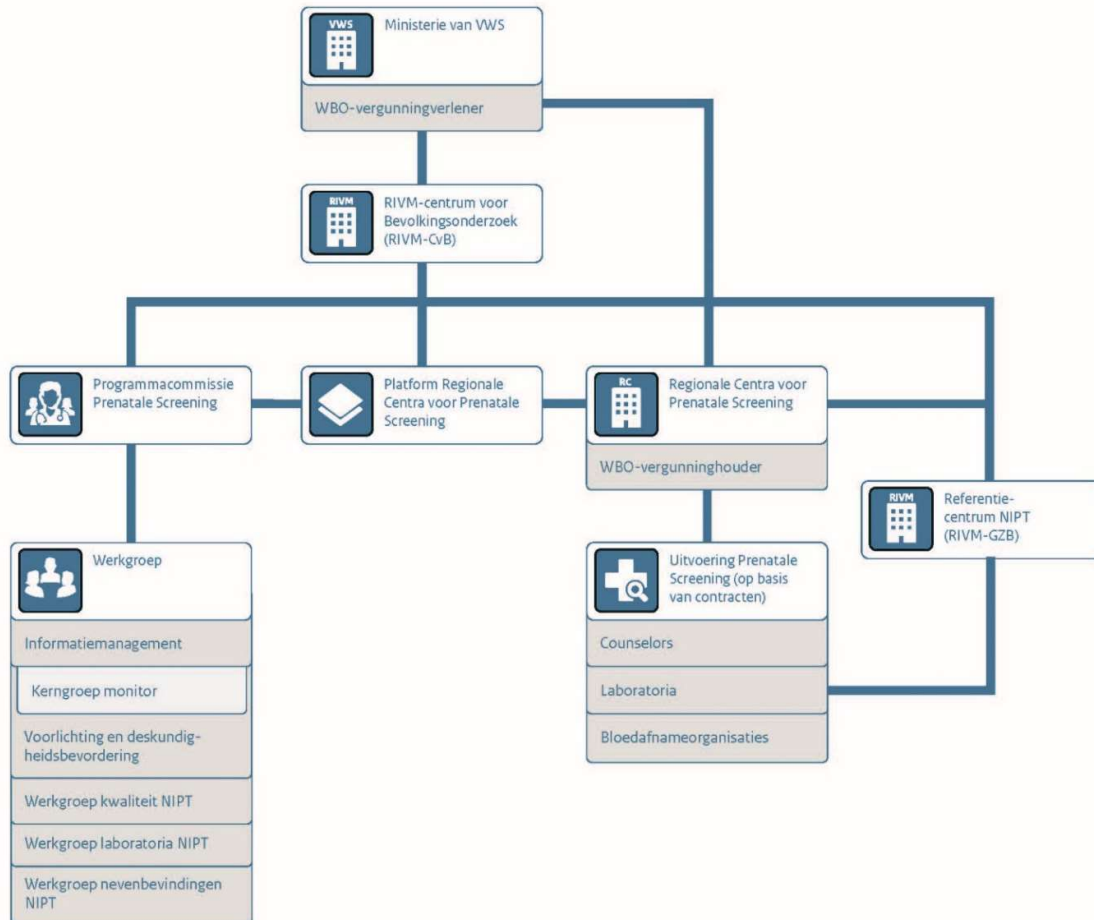 VWS
Ministerie van VWS
WBO-vergunningverlener
RIVM
RIVM-centrum voor
Bevolkingsonderzoek
(RIVM-CvB)
Programmacommissie
Prenatale Screening
Platform Regionale
Centra voor Prenatale
Screening
RC
Regionale Centra voor
Prenatale Screening
WBO-vergunninghouder
RIVM
Referentie-
centrum NIPT
(RIVM-GZB)
Werkgroep
Informatiemanagement
Kerngroep monitor
Voorlichting en deskundig-
heidsbevordering
Werkgroep kwaliteit NIPT
Werkgroep laboratoria NIPT
Werkgroep nevenbevindingen
NIPT
Uitvoering Prenatale
Screening (op basis
van contracten)
Counselors
Laboratoria
Bloedafnameorganisaties